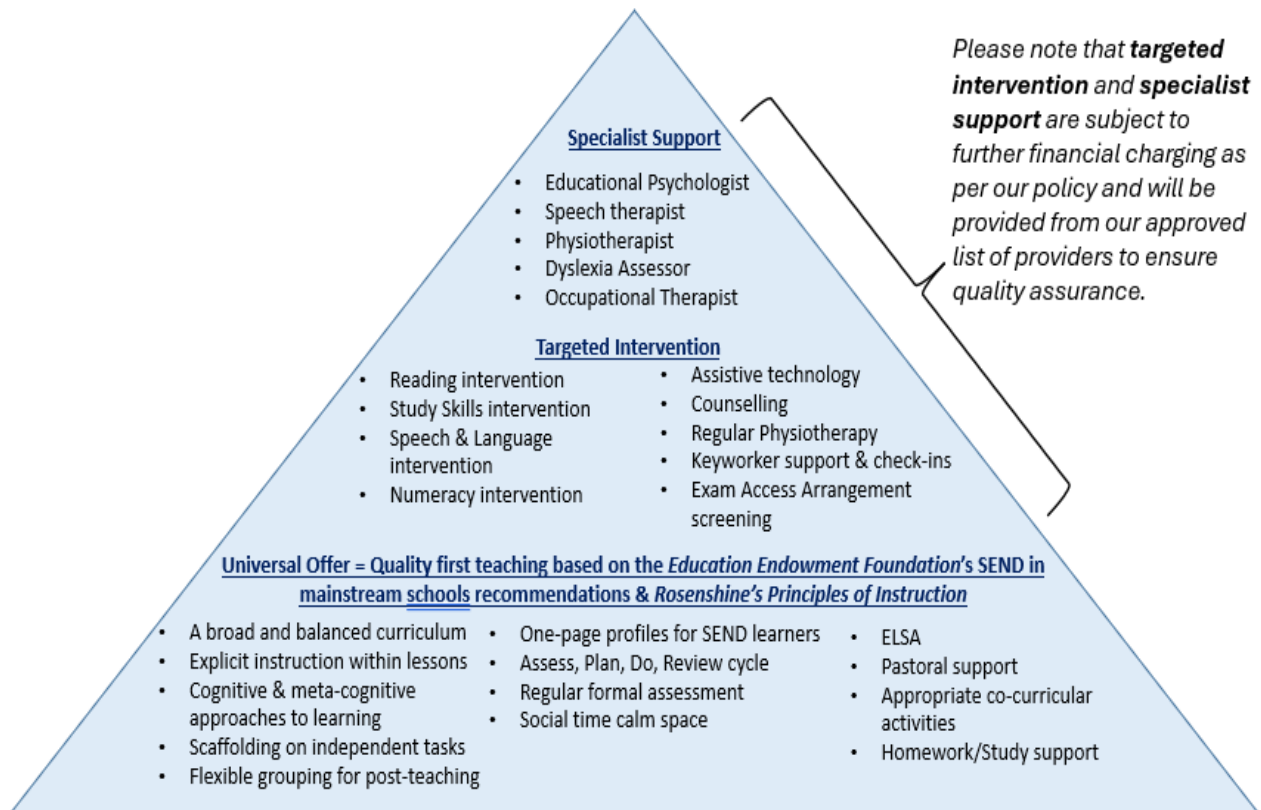 Please note that targeted
intervention and specialist
support are subject to
further financial charging as
per our policy and will be
provided from our approved
list of providers to ensure
quality assurance.
Specialist Support
• Educational Psychologist
• Speech therapist
• Physiotherapist
• Dyslexia Assessor
• Occupational Therapist
Targeted Intervention
• Reading intervention
• Study Skills intervention
• Speech & Language
intervention
• Numeracy intervention
• Assistive technology
• Counselling
• Regular Physiotherapy
• Keyworker support & check-ins
• Exam Access Arrangement
screening
Universal Offer = Quality first teaching based on the Education Endowment Foundation's SEND in
mainstream schools recommendations & Rosenshine's Principles of Instruction
• A broad and balanced curriculum
• Explicit instruction within lessons
• Cognitive & meta-cognitive
approaches to learning
• Scaffolding on independent tasks
• Flexible grouping for post-teaching
• One-page profiles for SEND learners
• Assess, Plan, Do, Review cycle
• Regular formal assessment
• Social time calm space
• ELSA
• Pastoral support
• Appropriate co-curricular
activities
• Homework/Study support